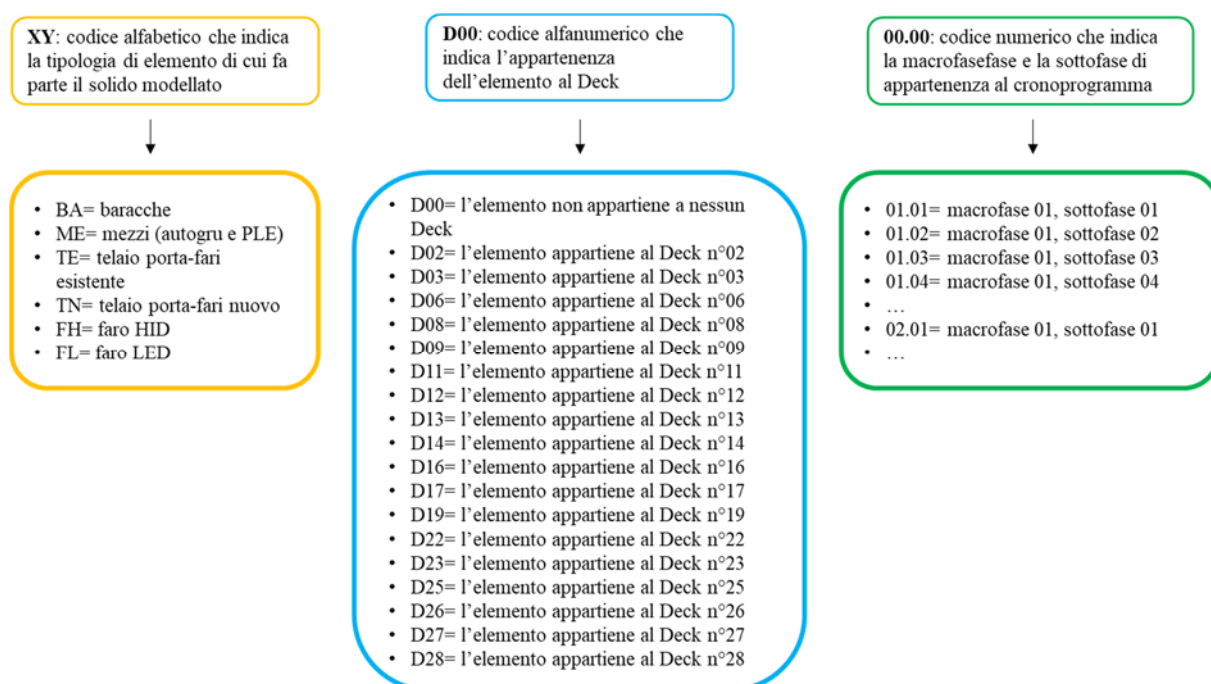 XY: codice alfabetico che indica
la tipologia di elemento di cui fa
parte il solido modellato
D00: codice alfanumerico che
indica l’appartenenza
dell’elemento al Deck
00.00: codice numerico che indica
la macrofasefase e la sottofase di
appartenenza al cronoprogramma
• BA= baracche
• ME= mezzi (autogru e PLE)
• TE= telaio porta-fari
esistente
• TN= telaio porta-fari nuovo
• FH= faro HID
• FL= faro LED
• D00= l’elemento non appartiene a nessun
Deck
• D02= l’elemento appartiene al Deck n°02
• D03= l’elemento appartiene al Deck n°03
• D06= l’elemento appartiene al Deck n°06
• D08= l’elemento appartiene al Deck n°08
• D09= l’elemento appartiene al Deck n°09
• D11= l’elemento appartiene al Deck n°11
• D12= l’elemento appartiene al Deck n°12
• D13= l’elemento appartiene al Deck n°13
• D14= l’elemento appartiene al Deck n°14
• D16= l’elemento appartiene al Deck n°16
• D17= l’elemento appartiene al Deck n°17
• D19= l’elemento appartiene al Deck n°19
• D22= l’elemento appartiene al Deck n°22
• D23= l’elemento appartiene al Deck n°23
• D25= l’elemento appartiene al Deck n°25
• D26= l’elemento appartiene al Deck n°26
• D27= l’elemento appartiene al Deck n°27
• D28= l’elemento appartiene al Deck n°28
• 01.01= macrofase 01, sottofase 01
• 01.02= macrofase 01, sottofase 02
• 01.03= macrofase 01, sottofase 03
• 01.04= macrofase 01, sottofase 04
• …
• 02.01= macrofase 01, sottofase 01
• …